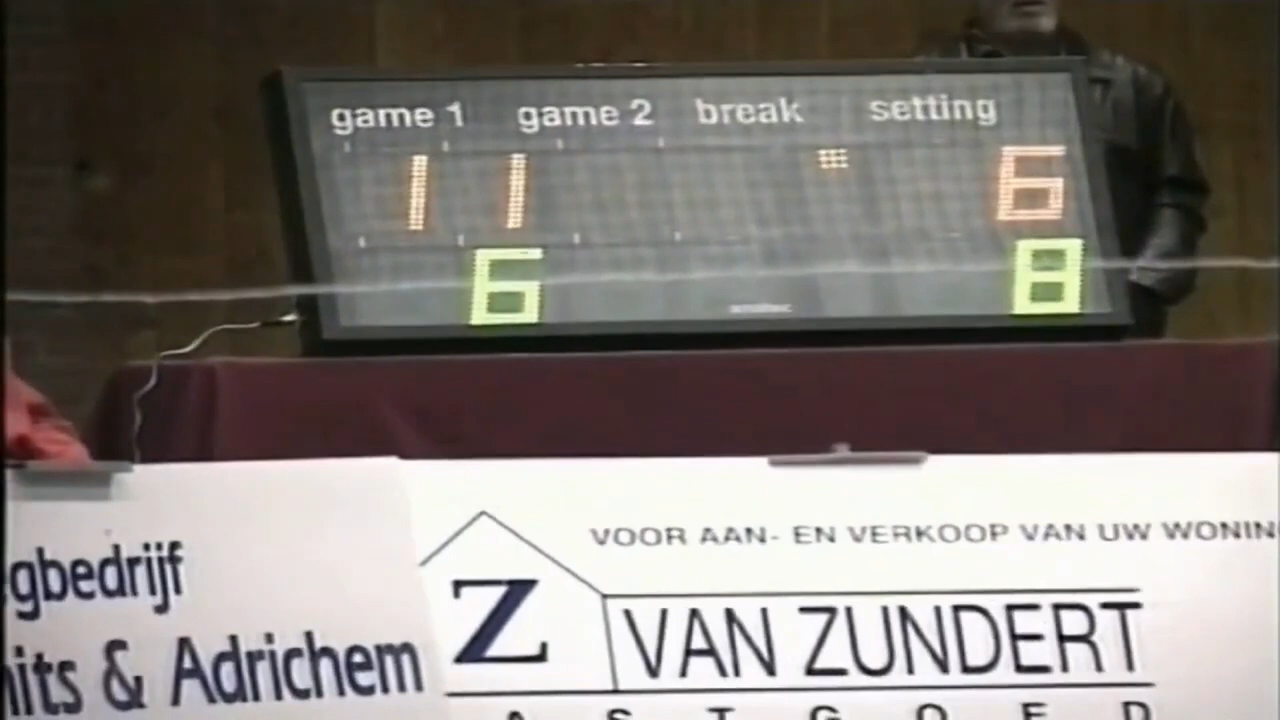 game 1 game 2 break setting
1 1 6
6 8
gbedrijf
hits & Adrichem
VOOR AAN- EN VERKOOP VAN UW WONIN
Z
VAN ZUNDERT
A S T G O E D